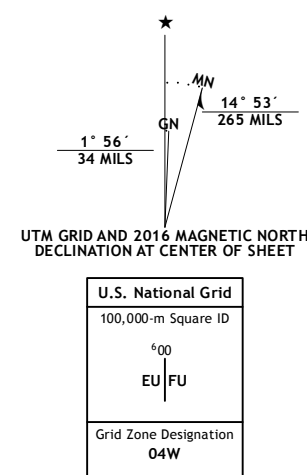 ★
MN
GN
14° 53´
265 MILS
1° 56´
34 MILS
UTM GRID AND 2016 MAGNETIC NORTH
DECLINATION AT CENTER OF SHEET
U.S. National Grid
100,000-m Square ID
⁶00
EU FU
Grid Zone Designation
04W